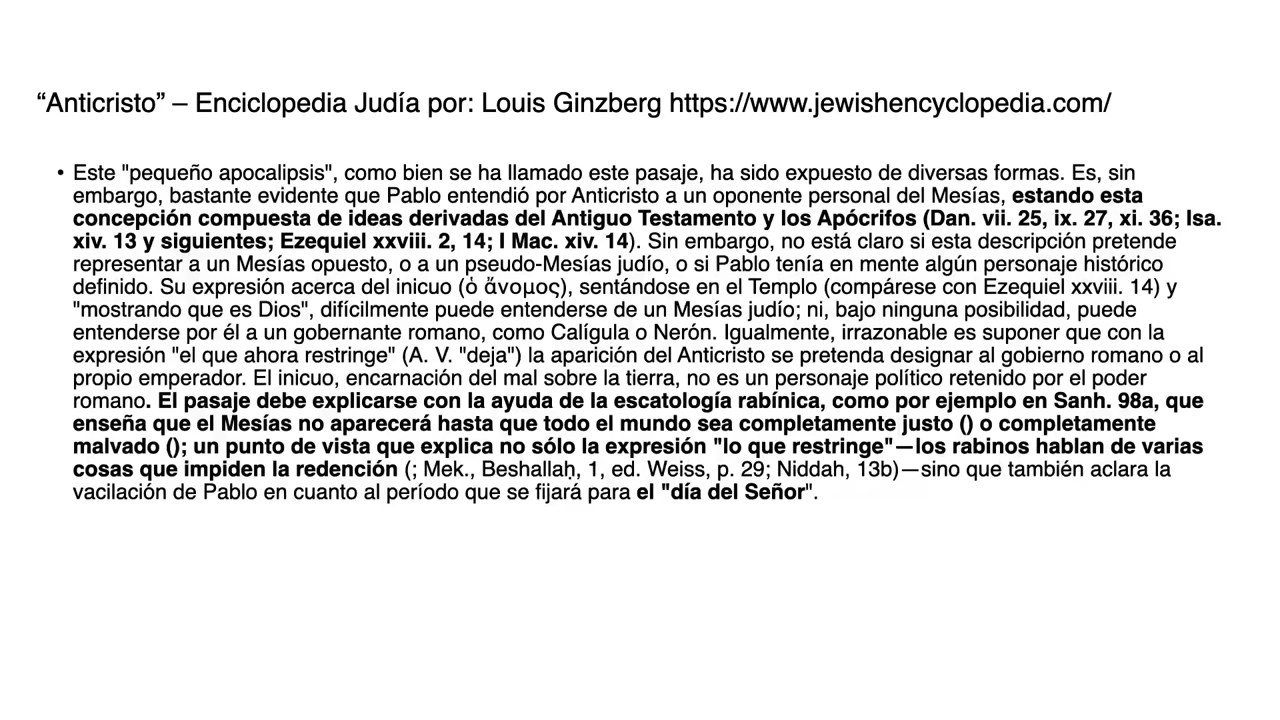 “Anticristo” – Enciclopedia Judía por: Louis Ginzberg https://www.jewishencyclopedia.com/
• Este "pequeño apocalipsis", como bien se ha llamado este pasaje, ha sido expuesto de diversas formas. Es, sin
embargo, bastante evidente que Pablo entendió por Anticristo a un oponente personal del Mesías, estando esta
concepción compuesta de ideas derivadas del Antiguo Testamento y los Apócrifos (Dan. vii. 25, ix. 27, xi. 36; Isa.
xiv. 13 y siguientes; Ezequiel xxviii. 2, 14; I Mac. xiv. 14). Sin embargo, no está claro si esta descripción pretende
representar a un Mesías opuesto, o a un pseudo-Mesías judío, o si Pablo tenía en mente algún personaje histórico
definido. Su expresión acerca del inicuo (ὁ ἄνομος), sentándose en el Templo (compárese con Ezequiel xxviii. 14) y
"mostrando que es Dios", difícilmente puede entenderse de un Mesías judío; ni, bajo ninguna posibilidad, puede
entenderse por él a un gobernante romano, como Calígula o Nerón. Igualmente, irrazonable es suponer que con la
expresión "el que ahora restringe" (A. V. "deja") la aparición del Anticristo se pretenda designar al gobierno romano o al
propio emperador. El inicuo, encarnación del mal sobre la tierra, no es un personaje político retenido por el poder
romano. El pasaje debe explicarse con la ayuda de la escatología rabínica, como por ejemplo en Sanh. 98a, que
enseña que el Mesías no aparecerá hasta que todo el mundo sea completamente justo () o completamente
malvado (); un punto de vista que explica no sólo la expresión "lo que restringe"—los rabinos hablan de varias
cosas que impiden la redención (; Mek., Beshallaḥ, 1, ed. Weiss, p. 29; Niddah, 13b)—sino que también aclara la
vacilación de Pablo en cuanto al período que se fijará para el "día del Señor".